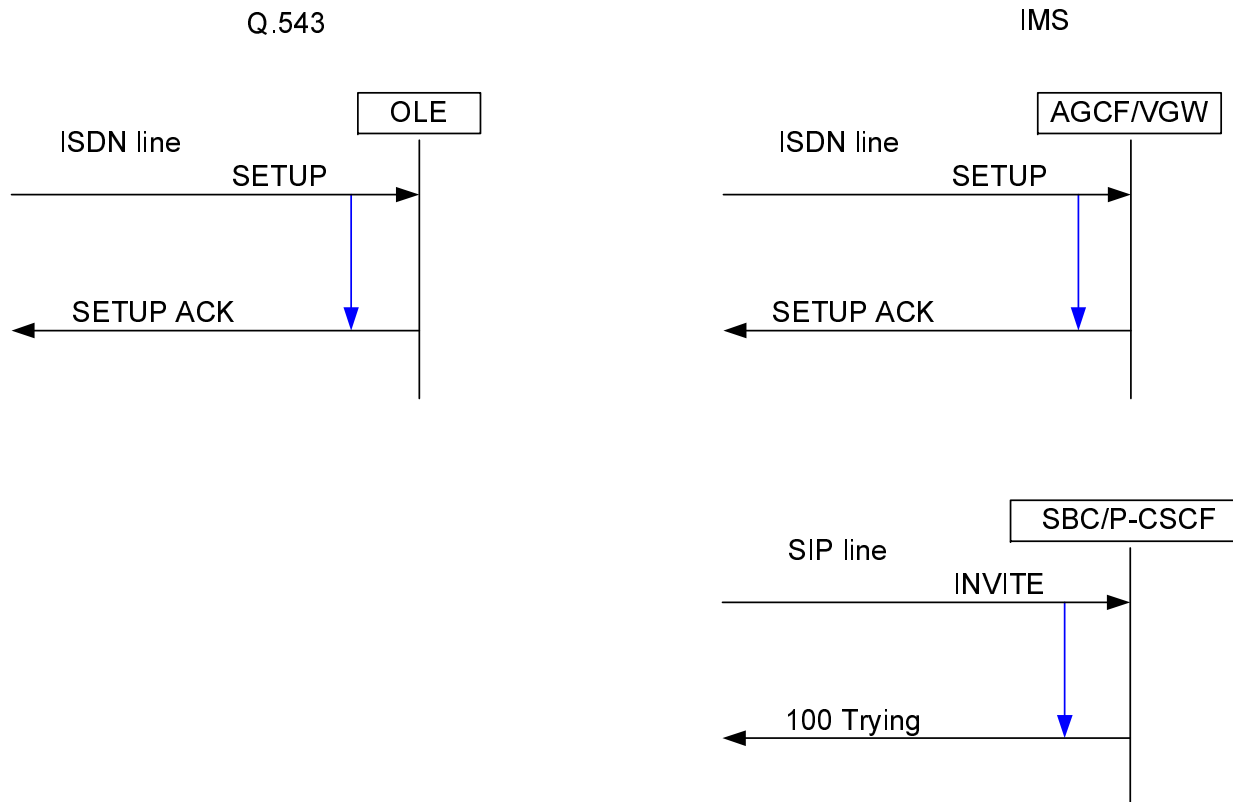 Q.543
IMS
OLE
AGCF/VGW
ISDN line
ISDN line
SETUP
SETUP
SETUP ACK
SETUP ACK
SBC/P-CSCF
SIP line
INVITE
100 Trying